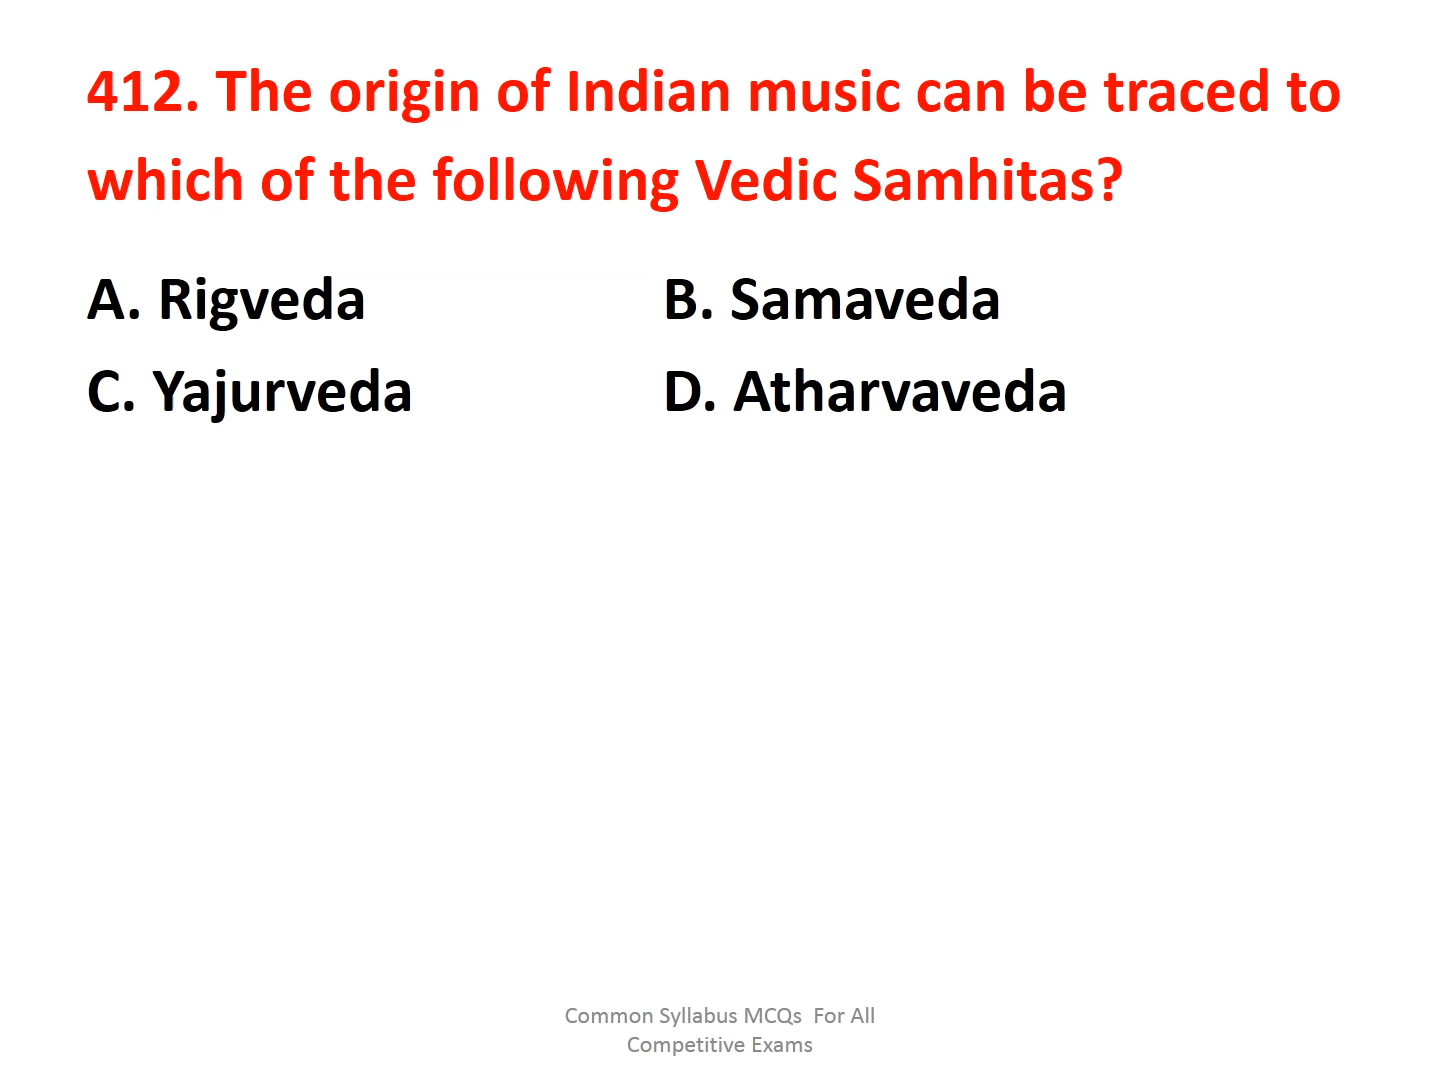 412. The origin of Indian music can be traced to
which of the following Vedic Samhitas?
A. Rigveda B. Samaveda
C. Yajurveda D. Atharvaveda
Common Syllabus MCQs For All
Competitive Exams